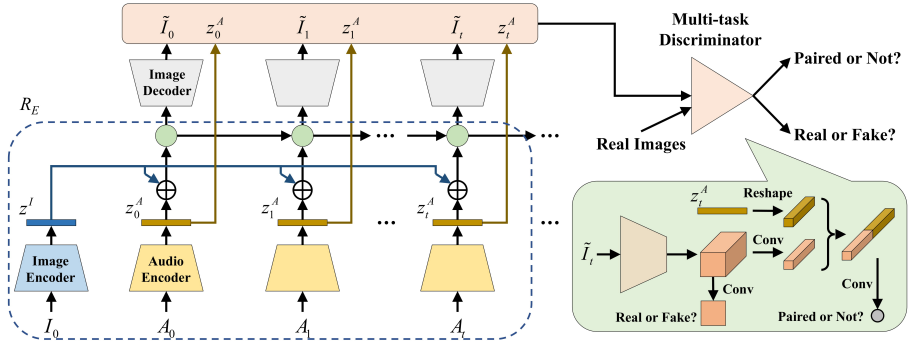 Ĩ₀ z₀ᴬ Ĩ₁ z₁ᴬ Ĩₜ zₜᴬ
Multi-task
Discriminator
Image
Decoder
Paired or Not?
R_E
Real Images
Real or Fake?
... ...
zᴵ z₀ᴬ z₁ᴬ ... zₜᴬ ...
Image
Encoder
Audio
Encoder
... ...
I₀ A₀ A₁ Aₜ
zₜᴬ Reshape
Ĩₜ Conv
Conv
Conv
Real or Fake?
Paired or Not?